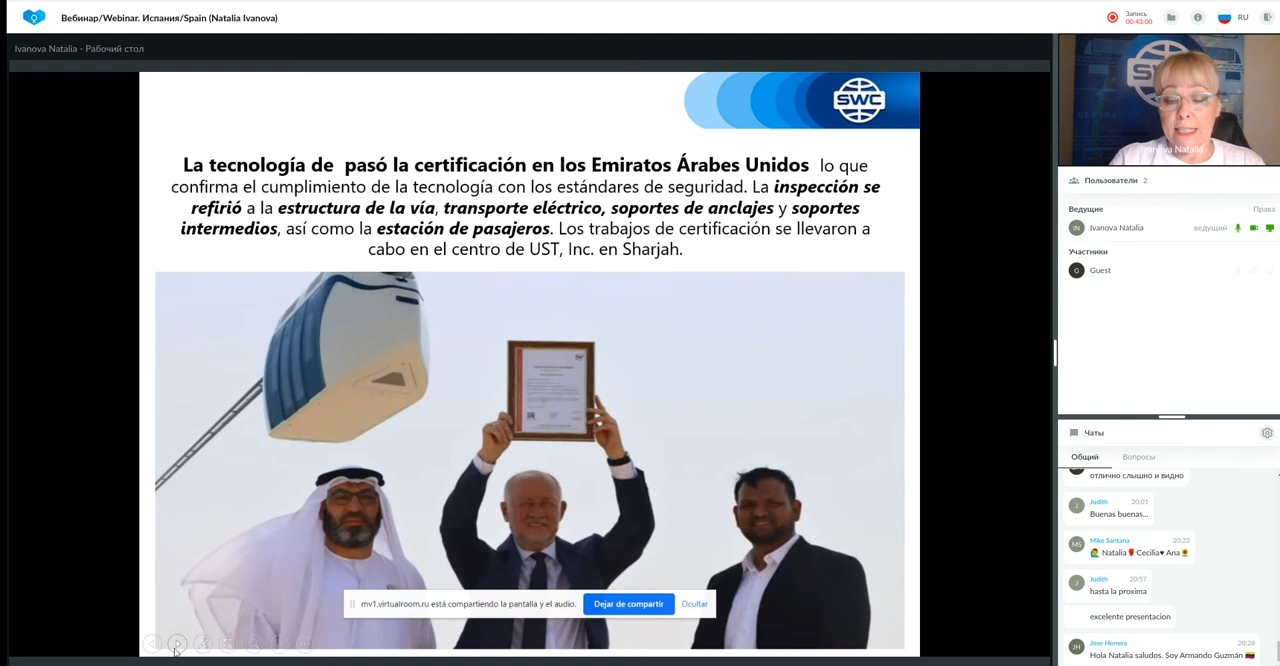 Вебинар/Webinar. Испания/Spain (Natalia Ivanova)
Запись
00:43:00
RU
Ivanova Natalia - Рабочий стол
SWC
La tecnología de pasó la certificación en los Emiratos Árabes Unidos lo que
confirma el cumplimiento de la tecnología con los estándares de seguridad. La inspección se
refirió a la estructura de la vía, transporte eléctrico, soportes de anclajes y soportes
intermedios, así como la estación de pasajeros. Los trabajos de certificación se llevaron a
cabo en el centro de UST, Inc. en Sharjah.
mv1.virtualroom.ru está compartiendo la pantalla y el audio.
Dejar de compartir
Ocultar
SWC
Ivanova Natalia
Пользователи 2
Ведущие
Права
IN
Ivanova Natalia
ведущий
Участники
G
Guest
Чаты
Общий
Вопросы
отлично слышно и видно
J
Judith
20:01
Buenas buenas...
MS
Mike Santana
20:23
🙋‍♂️ Natalia🌹Cecilia♥ Ana🌻
J
Judith
20:57
hasta la proxima
excelente presentacion
JH
Jose Herrera
20:28
Hola Natalia saludos. Soy Armando Guzmán 🇻🇪